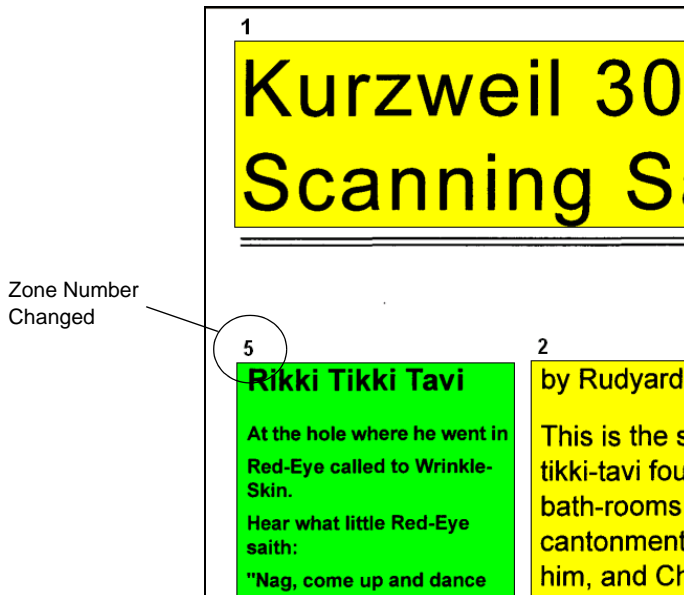 1
Kurzweil 30
Scanning S
Zone Number
Changed
5
Rikki Tikki Tavi
At the hole where he went in
Red-Eye called to Wrinkle-
Skin.
Hear what little Red-Eye
saith:
"Nag, come up and dance
2
by Rudyard
This is the s
tikki-tavi fou
bath-rooms
cantonment
him, and Ch